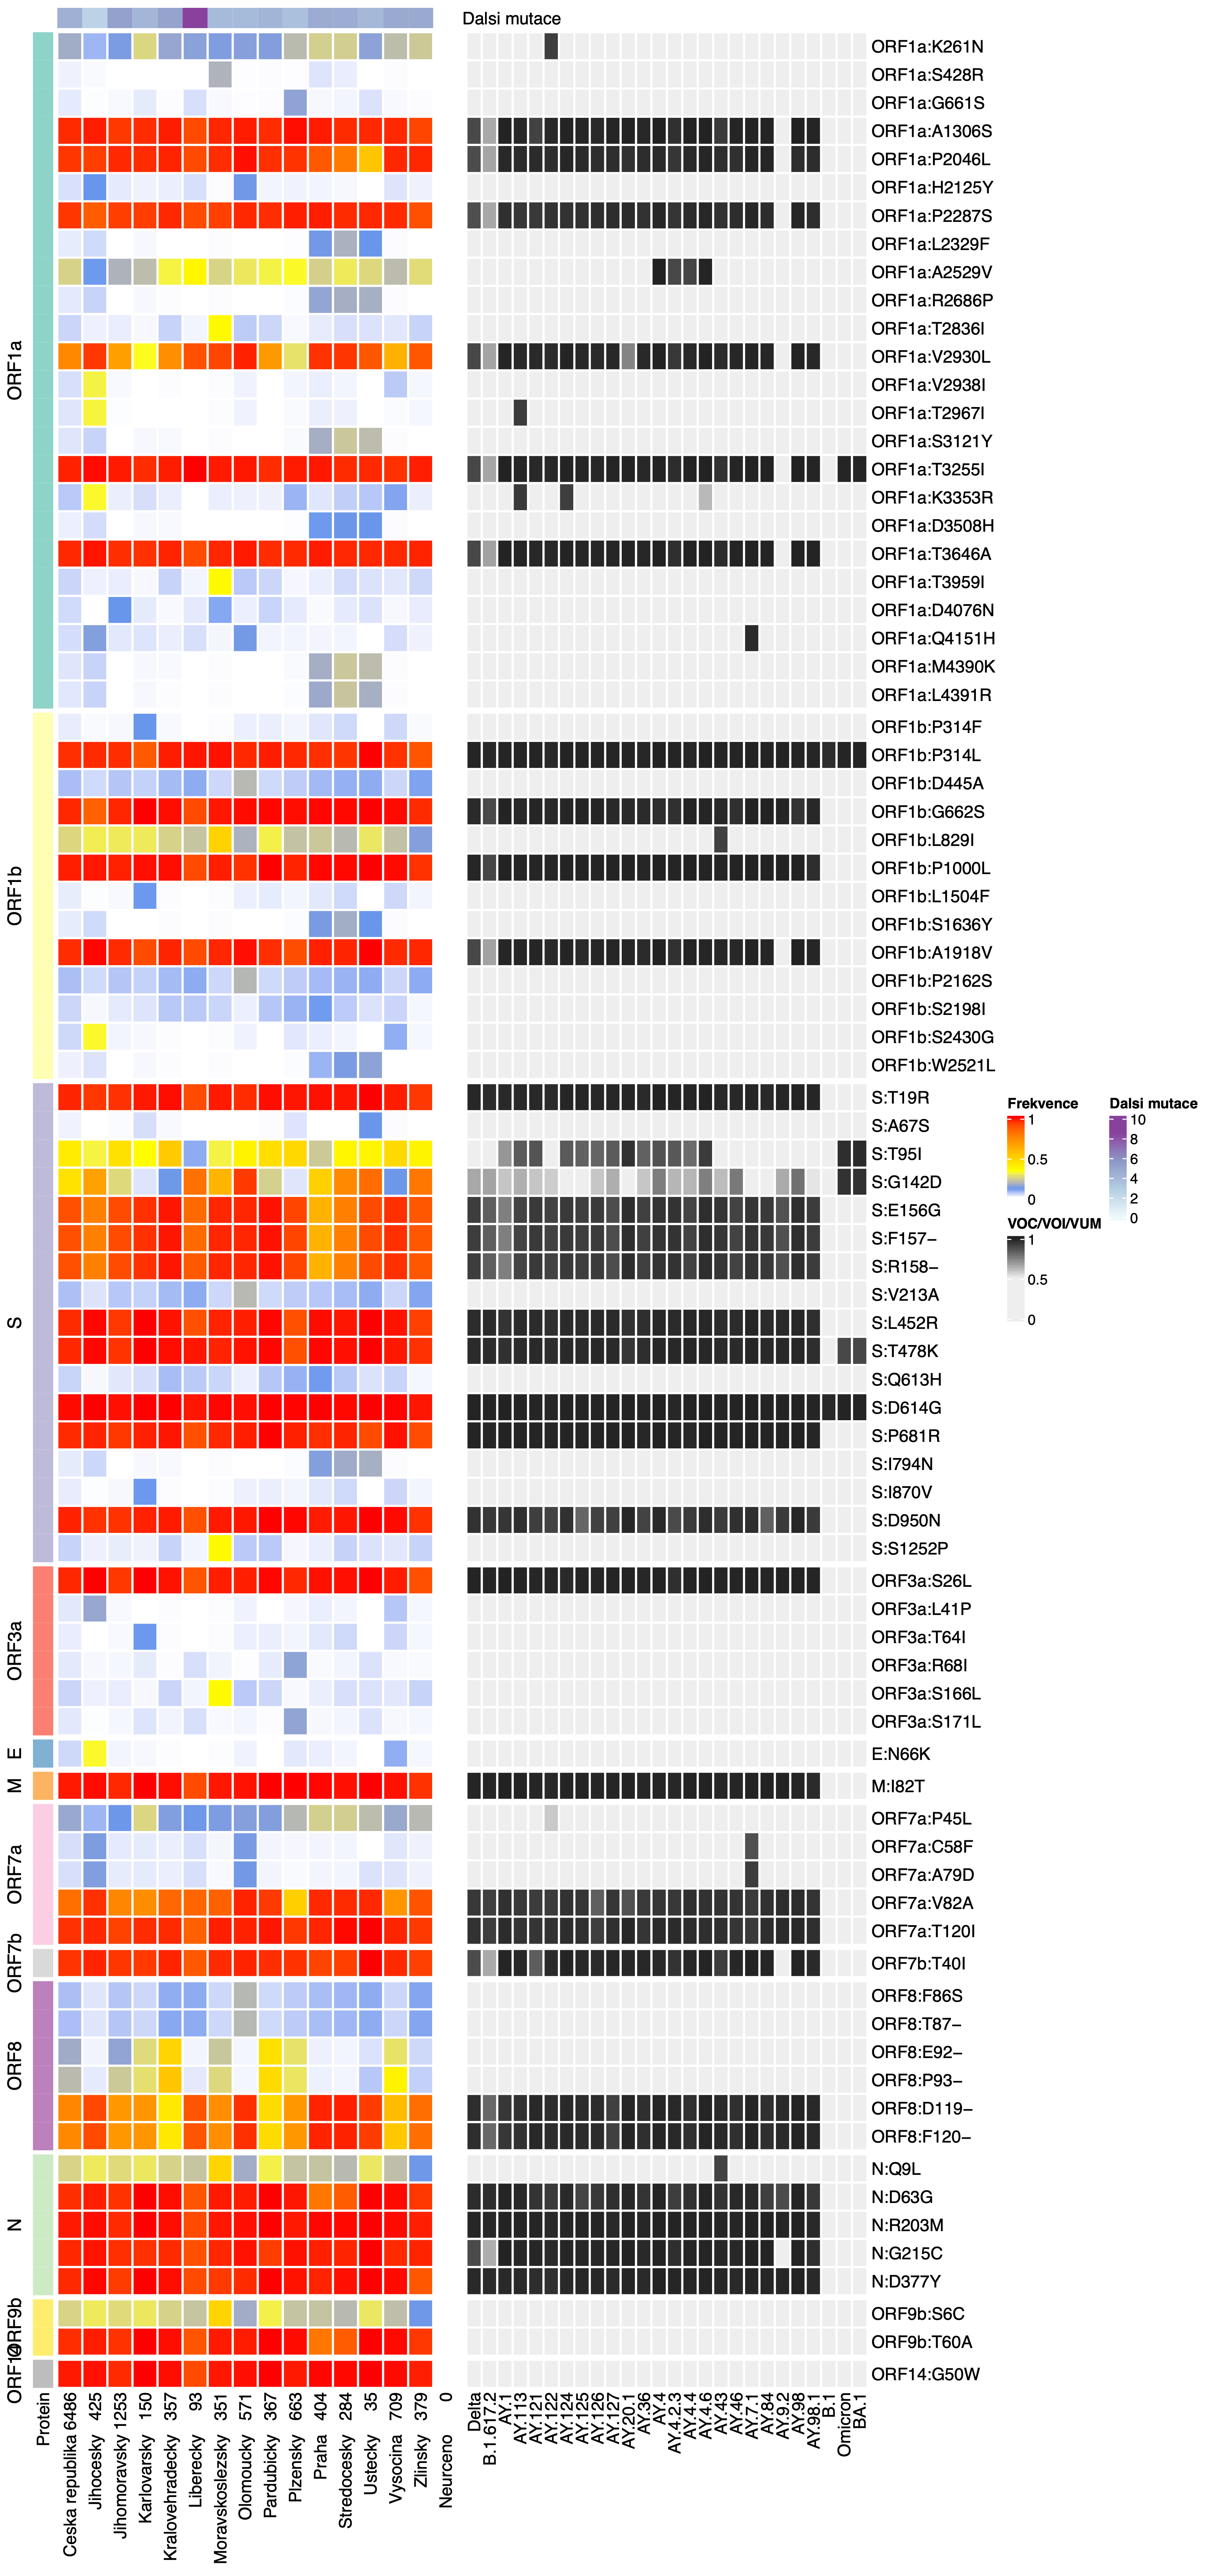 Dalsi mutace
ORF1a:K261N
ORF1a:S428R
ORF1a:G661S
ORF1a:A1306S
ORF1a:P2046L
ORF1a:H2125Y
ORF1a:P2287S
ORF1a:L2329F
ORF1a:A2529V
ORF1a:R2686P
ORF1a:T2836I
ORF1a:V2930L
ORF1a:V2938I
ORF1a:T2967I
ORF1a:S3121Y
ORF1a:T3255I
ORF1a:K3353R
ORF1a:D3508H
ORF1a:T3646A
ORF1a:T3959I
ORF1a:D4076N
ORF1a:Q4151H
ORF1a:M4390K
ORF1a:L4391R
ORF1a
ORF1b:P314F
ORF1b:P314L
ORF1b:D445A
ORF1b:G662S
ORF1b:L829I
ORF1b:P1000L
ORF1b:L1504F
ORF1b:S1636Y
ORF1b:A1918V
ORF1b:P2162S
ORF1b:S2198I
ORF1b:S2430G
ORF1b:W2521L
ORF1b
S:T19R
S:A67S
S:T95I
S:G142D
S:E156G
S:F157−
S:R158−
S:V213A
S:L452R
S:T478K
S:Q613H
S:D614G
S:P681R
S:I794N
S:I870V
S:D950N
S:S1252P
S
Frekvence
1
0.5
0
Dalsi mutace
10
8
6
4
2
0
VOC/VOI/VUM
1
0.5
0
ORF3a:S26L
ORF3a:L41P
ORF3a:T64I
ORF3a:R68I
ORF3a:S166L
ORF3a:S171L
ORF3a
E:N66K
E
M:I82T
M
ORF7a:P45L
ORF7a:C58F
ORF7a:A79D
ORF7a:V82A
ORF7a:T120I
ORF7a
ORF7b:T40I
ORF7b
ORF8:F86S
ORF8:T87−
ORF8:E92−
ORF8:P93−
ORF8:D119−
ORF8:F120−
ORF8
N:Q9L
N:D63G
N:R203M
N:G215C
N:D377Y
N
ORF9b:S6C
ORF9b:T60A
ORF9b
ORF14:G50W
ORF14
Protein
Ceska republika 6486
Jihocesky 425
Jihomoravsky 1253
Karlovarsky 150
Kralovehradecky 357
Liberecky 93
Moravskoslezsky 351
Olomoucky 571
Pardubicky 367
Plzensky 663
Praha 404
Stredocesky 284
Ustecky 35
Vysocina 709
Zlinsky 379
Neurceno 0
Delta
B.1.617.2
AY.1
AY.113
AY.121
AY.122
AY.124
AY.125
AY.126
AY.127
AY.20.1
AY.36
AY.4
AY.4.2.3
AY.4.4
AY.4.6
AY.43
AY.46
AY.7.1
AY.84
AY.9.2
AY.98
AY.98.1
B.1
Omicron
BA.1